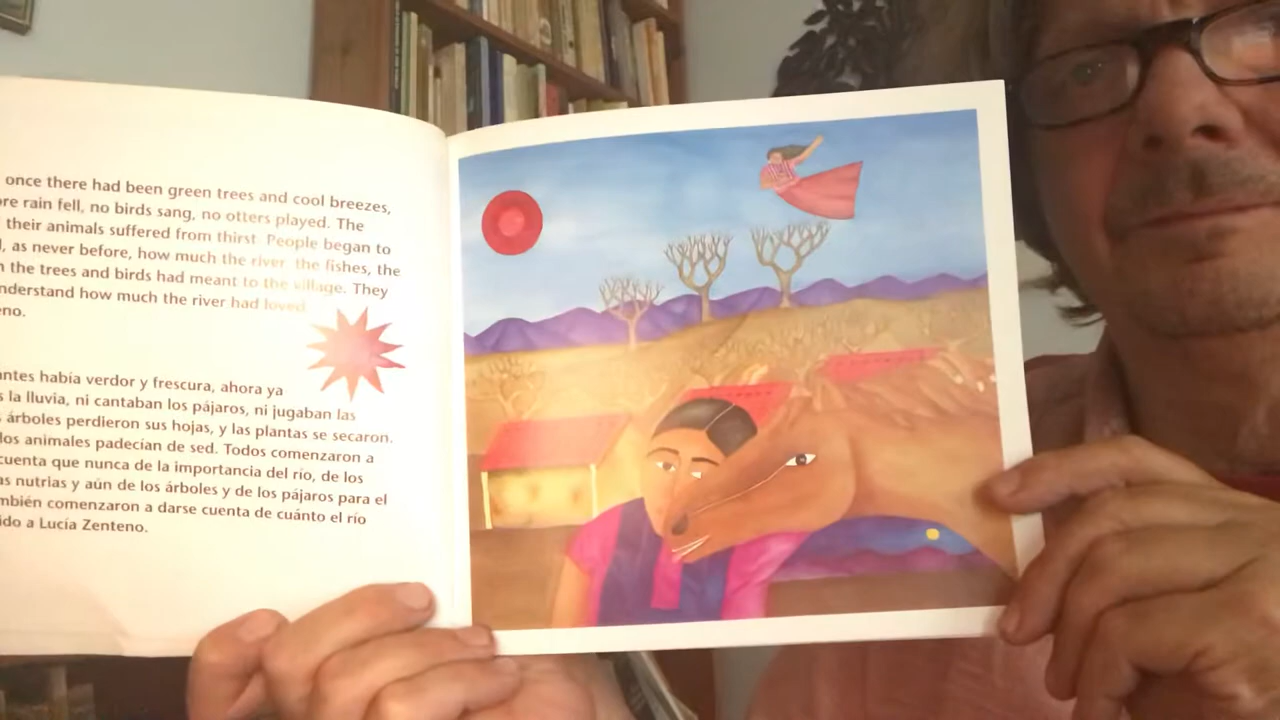 once there had been green trees and cool breezes,
ore rain fell, no birds sang, no otters played. The
their animals suffered from thirst. People began to
, as never before, how much the river, the fishes, the
the trees and birds had meant to the village. They
nderstand how much the river had loved
eno.
antes había verdor y frescura, ahora ya
s la lluvia, ni cantaban los pájaros, ni jugaban las
árboles perdieron sus hojas, y las plantas se secaron.
los animales padecían de sed. Todos comenzaron a
cuenta que nunca de la importancia del río, de los
as nutrias y aún de los árboles y de los pájaros para el
mbién comenzaron a darse cuenta de cuánto el río
ido a Lucía Zenteno.